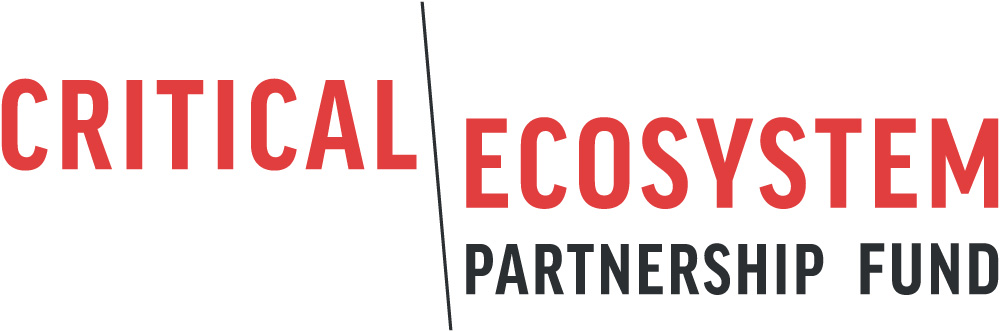 CRITICAL
ECOSYSTEM
PARTNERSHIP FUND